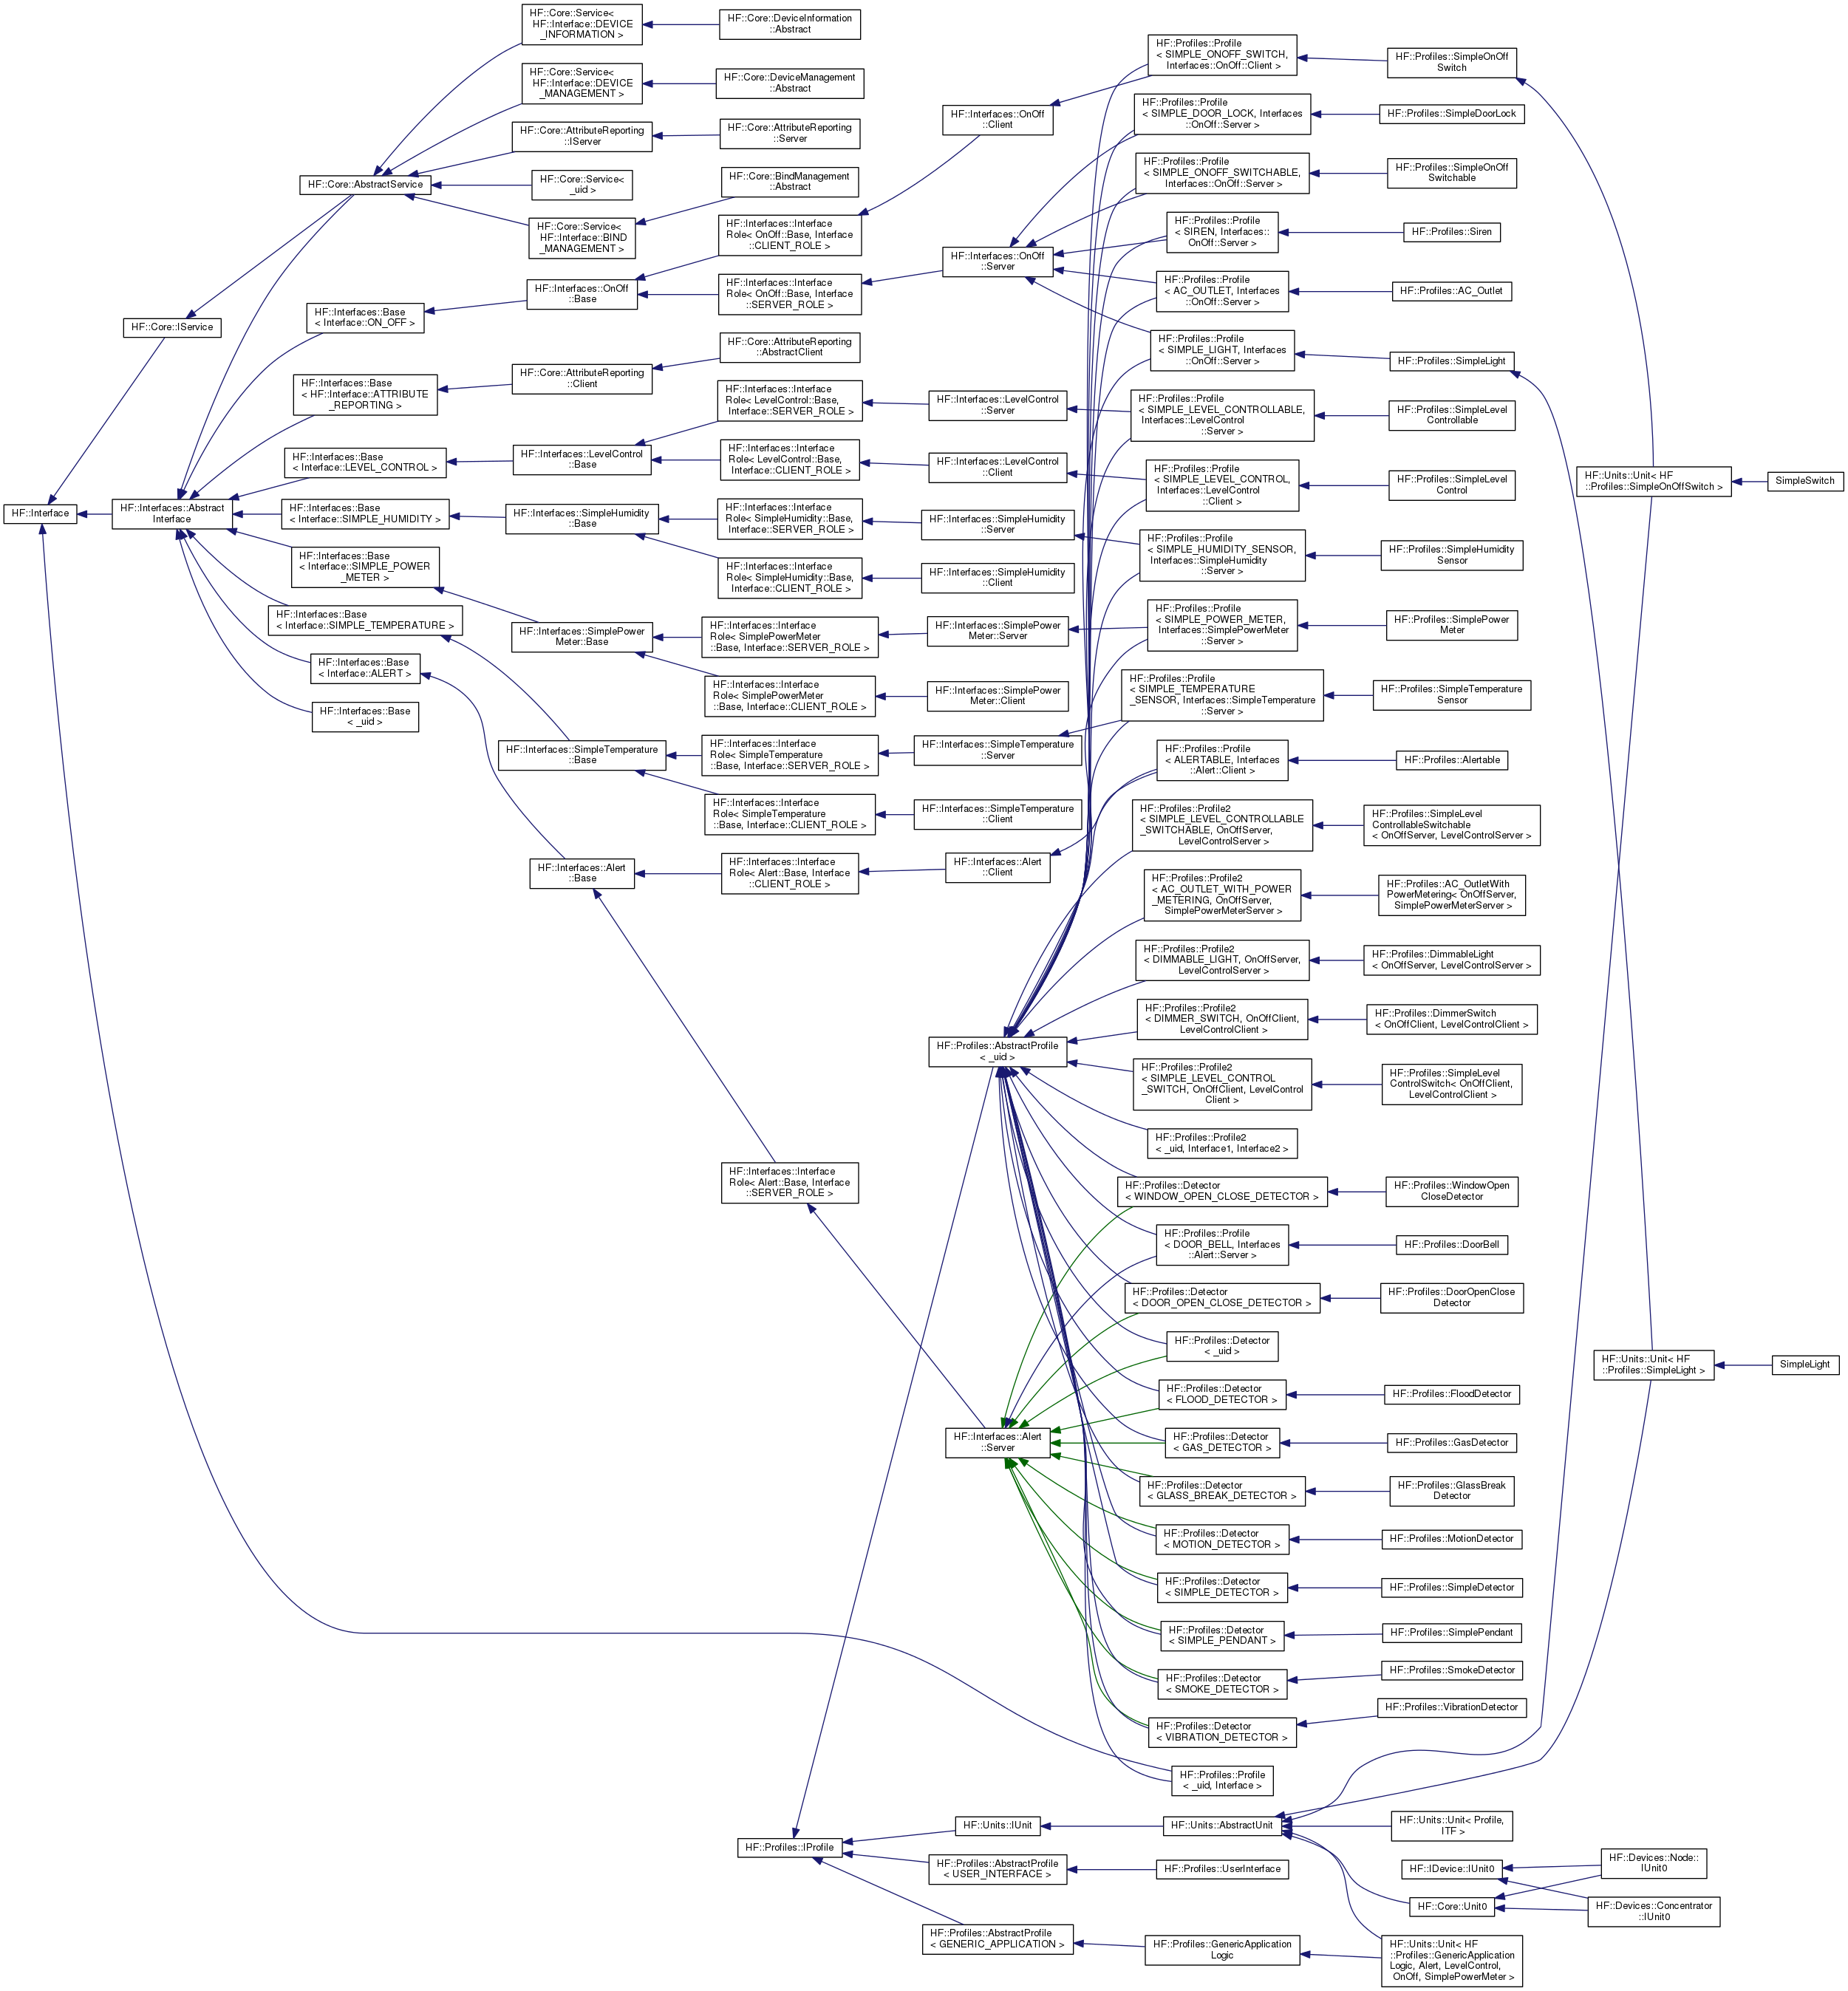 HF::Interface
HF::Core::IService
HF::Interfaces::Abstract
Interface
HF::Core::AbstractService
HF::Interfaces::Base
< Interface::ON_OFF >
HF::Interfaces::Base
< HF::Interface::ATTRIBUTE
_REPORTING >
HF::Interfaces::Base
< Interface::LEVEL_CONTROL >
HF::Interfaces::Base
< Interface::SIMPLE_HUMIDITY >
HF::Interfaces::Base
< Interface::SIMPLE_POWER
_METER >
HF::Interfaces::Base
< Interface::SIMPLE_TEMPERATURE >
HF::Interfaces::Base
< Interface::ALERT >
HF::Interfaces::Base
< _uid >
HF::Core::Service<
HF::Interface::DEVICE
_INFORMATION >
HF::Core::Service<
HF::Interface::DEVICE
_MANAGEMENT >
HF::Core::AttributeReporting
::IServer
HF::Core::Service<
_uid >
HF::Core::Service<
HF::Interface::BIND
_MANAGEMENT >
HF::Interfaces::OnOff
::Base
HF::Core::AttributeReporting
::Client
HF::Interfaces::LevelControl
::Base
HF::Interfaces::SimpleHumidity
::Base
HF::Interfaces::SimplePower
Meter::Base
HF::Interfaces::SimpleTemperature
::Base
HF::Interfaces::Alert
::Base
HF::Core::DeviceInformation
::Abstract
HF::Core::DeviceManagement
::Abstract
HF::Core::AttributeReporting
::Server
HF::Core::BindManagement
::Abstract
HF::Interfaces::Interface
Role< OnOff::Base, Interface
::CLIENT_ROLE >
HF::Interfaces::Interface
Role< OnOff::Base, Interface
::SERVER_ROLE >
HF::Core::AttributeReporting
::AbstractClient
HF::Interfaces::Interface
Role< LevelControl::Base,
Interface::SERVER_ROLE >
HF::Interfaces::Interface
Role< LevelControl::Base,
Interface::CLIENT_ROLE >
HF::Interfaces::Interface
Role< SimpleHumidity::Base,
Interface::SERVER_ROLE >
HF::Interfaces::Interface
Role< SimpleHumidity::Base,
Interface::CLIENT_ROLE >
HF::Interfaces::Interface
Role< SimplePowerMeter
::Base, Interface::SERVER_ROLE >
HF::Interfaces::Interface
Role< SimplePowerMeter
::Base, Interface::CLIENT_ROLE >
HF::Interfaces::Interface
Role< SimpleTemperature
::Base, Interface::SERVER_ROLE >
HF::Interfaces::Interface
Role< SimpleTemperature
::Base, Interface::CLIENT_ROLE >
HF::Interfaces::Interface
Role< Alert::Base, Interface
::CLIENT_ROLE >
HF::Interfaces::Interface
Role< Alert::Base, Interface
::SERVER_ROLE >
HF::Profiles::IProfile
HF::Interfaces::OnOff
::Client
HF::Interfaces::OnOff
::Server
HF::Interfaces::LevelControl
::Server
HF::Interfaces::LevelControl
::Client
HF::Interfaces::SimpleHumidity
::Server
HF::Interfaces::SimpleHumidity
::Client
HF::Interfaces::SimplePower
Meter::Server
HF::Interfaces::SimplePower
Meter::Client
HF::Interfaces::SimpleTemperature
::Server
HF::Interfaces::SimpleTemperature
::Client
HF::Interfaces::Alert
::Client
HF::Profiles::AbstractProfile
< _uid >
HF::Interfaces::Alert
::Server
HF::Units::IUnit
HF::Profiles::AbstractProfile
< USER_INTERFACE >
HF::Profiles::AbstractProfile
< GENERIC_APPLICATION >
HF::Profiles::Profile
< SIMPLE_ONOFF_SWITCH,
Interfaces::OnOff::Client >
HF::Profiles::Profile
< SIMPLE_DOOR_LOCK, Interfaces
::OnOff::Server >
HF::Profiles::Profile
< SIMPLE_ONOFF_SWITCHABLE,
Interfaces::OnOff::Server >
HF::Profiles::Profile
< SIREN, Interfaces::
OnOff::Server >
HF::Profiles::Profile
< AC_OUTLET, Interfaces
::OnOff::Server >
HF::Profiles::Profile
< SIMPLE_LIGHT, Interfaces
::OnOff::Server >
HF::Profiles::Profile
< SIMPLE_LEVEL_CONTROLLABLE,
Interfaces::LevelControl
::Server >
HF::Profiles::Profile
< SIMPLE_LEVEL_CONTROL,
Interfaces::LevelControl
::Client >
HF::Profiles::Profile
< SIMPLE_HUMIDITY_SENSOR,
Interfaces::SimpleHumidity
::Server >
HF::Profiles::Profile
< SIMPLE_POWER_METER,
Interfaces::SimplePowerMeter
::Server >
HF::Profiles::Profile
< SIMPLE_TEMPERATURE
_SENSOR, Interfaces::SimpleTemperature
::Server >
HF::Profiles::Profile
< ALERTABLE, Interfaces
::Alert::Client >
HF::Profiles::Profile2
< SIMPLE_LEVEL_CONTROLLABLE
_SWITCHABLE, OnOffServer,
LevelControlServer >
HF::Profiles::Profile2
< AC_OUTLET_WITH_POWER
_METERING, OnOffServer,
SimplePowerMeterServer >
HF::Profiles::Profile2
< DIMMABLE_LIGHT, OnOffServer,
LevelControlServer >
HF::Profiles::Profile2
< DIMMER_SWITCH, OnOffClient,
LevelControlClient >
HF::Profiles::Profile2
< SIMPLE_LEVEL_CONTROL
_SWITCH, OnOffClient, LevelControl
Client >
HF::Profiles::Profile2
< _uid, Interface1, Interface2 >
HF::Profiles::Detector
< WINDOW_OPEN_CLOSE_DETECTOR >
HF::Profiles::Profile
< DOOR_BELL, Interfaces
::Alert::Server >
HF::Profiles::Detector
< DOOR_OPEN_CLOSE_DETECTOR >
HF::Profiles::Detector
< _uid >
HF::Profiles::Detector
< FLOOD_DETECTOR >
HF::Profiles::Detector
< GAS_DETECTOR >
HF::Profiles::Detector
< GLASS_BREAK_DETECTOR >
HF::Profiles::Detector
< MOTION_DETECTOR >
HF::Profiles::Detector
< SIMPLE_DETECTOR >
HF::Profiles::Detector
< SIMPLE_PENDANT >
HF::Profiles::Detector
< SMOKE_DETECTOR >
HF::Profiles::Detector
< VIBRATION_DETECTOR >
HF::Profiles::Profile
< _uid, Interface >
HF::Units::AbstractUnit
HF::Profiles::UserInterface
HF::Profiles::GenericApplication
Logic
HF::Profiles::SimpleOnOff
Switch
HF::Profiles::SimpleDoorLock
HF::Profiles::SimpleOnOff
Switchable
HF::Profiles::Siren
HF::Profiles::AC_Outlet
HF::Profiles::SimpleLight
HF::Profiles::SimpleLevel
Controllable
HF::Profiles::SimpleLevel
Control
HF::Profiles::SimpleHumidity
Sensor
HF::Profiles::SimplePower
Meter
HF::Profiles::SimpleTemperature
Sensor
HF::Profiles::Alertable
HF::Profiles::SimpleLevel
ControllableSwitchable
< OnOffServer, LevelControlServer >
HF::Profiles::AC_OutletWith
PowerMetering< OnOffServer,
SimplePowerMeterServer >
HF::Profiles::DimmableLight
< OnOffServer, LevelControlServer >
HF::Profiles::DimmerSwitch
< OnOffClient, LevelControlClient >
HF::Profiles::SimpleLevel
ControlSwitch< OnOffClient,
LevelControlClient >
HF::Profiles::WindowOpen
CloseDetector
HF::Profiles::DoorBell
HF::Profiles::DoorOpenClose
Detector
HF::Profiles::FloodDetector
HF::Profiles::GasDetector
HF::Profiles::GlassBreak
Detector
HF::Profiles::MotionDetector
HF::Profiles::SimpleDetector
HF::Profiles::SimplePendant
HF::Profiles::SmokeDetector
HF::Profiles::VibrationDetector
HF::Units::Unit< Profile,
ITF >
HF::IDevice::IUnit0
HF::Core::Unit0
HF::Units::Unit< HF
::Profiles::GenericApplication
Logic, Alert, LevelControl,
OnOff, SimplePowerMeter >
HF::Units::Unit< HF
::Profiles::SimpleOnOffSwitch >
HF::Units::Unit< HF
::Profiles::SimpleLight >
HF::Devices::Node::
IUnit0
HF::Devices::Concentrator
::IUnit0
SimpleSwitch
SimpleLight